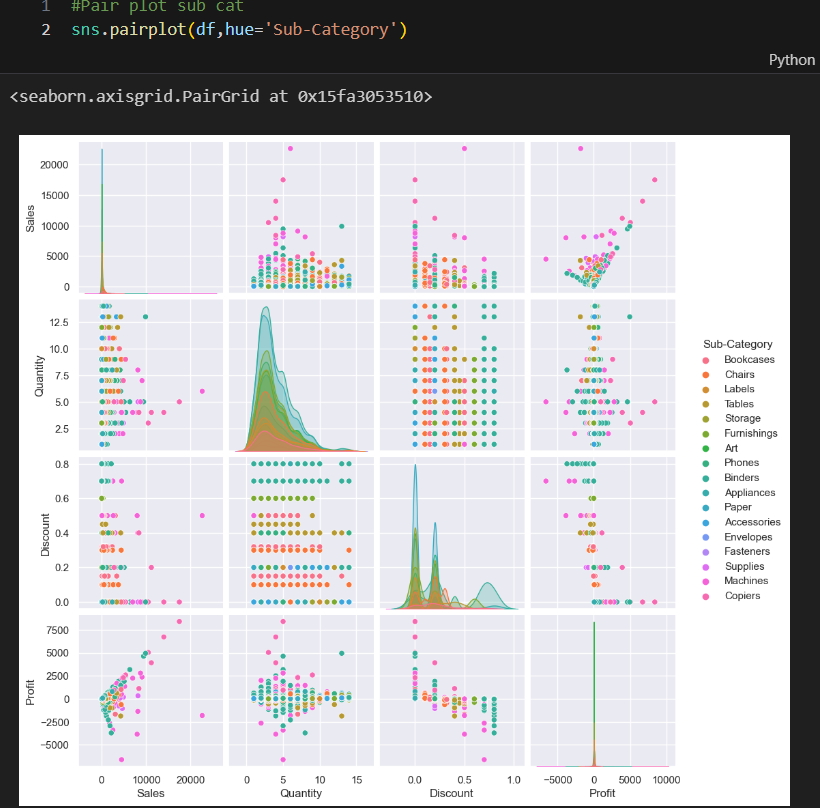 1 #Pair plot sub cat
2 sns.pairplot(df,hue='Sub-Category')
Python
<seaborn.axisgrid.PairGrid at 0x15fa3053510>
20000
15000
10000
5000
0
Sales
12.5
10.0
7.5
5.0
2.5
Quantity
0.8
0.6
0.4
0.2
0.0
Discount
7500
5000
2500
0
−2500
−5000
Profit
0 10000 20000
Sales
0 5 10 15
Quantity
0.0 0.5 1.0
Discount
−5000 0 5000 10000
Profit
Sub-Category
Bookcases
Chairs
Labels
Tables
Storage
Furnishings
Art
Phones
Binders
Appliances
Paper
Accessories
Envelopes
Fasteners
Supplies
Machines
Copiers